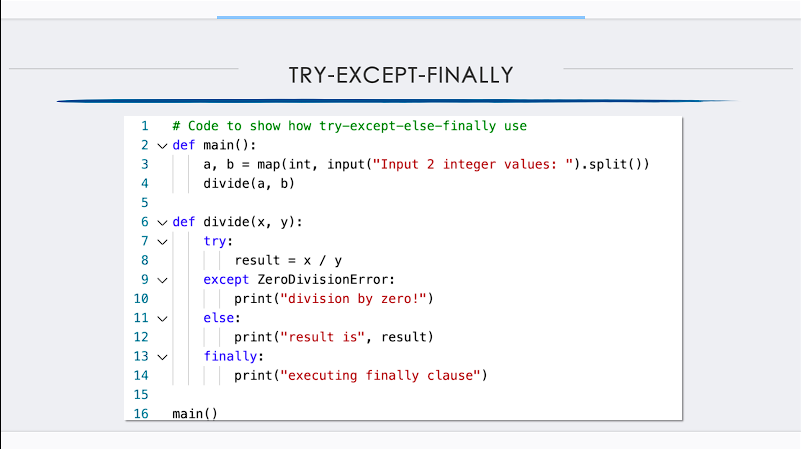 TRY-EXCEPT-FINALLY
1 # Code to show how try-except-else-finally use
2 def main():
3     a, b = map(int, input("Input 2 integer values: ").split())
4     divide(a, b)
5
6 def divide(x, y):
7     try:
8         result = x / y
9     except ZeroDivisionError:
10         print("division by zero!")
11     else:
12         print("result is", result)
13     finally:
14         print("executing finally clause")
15
16 main()